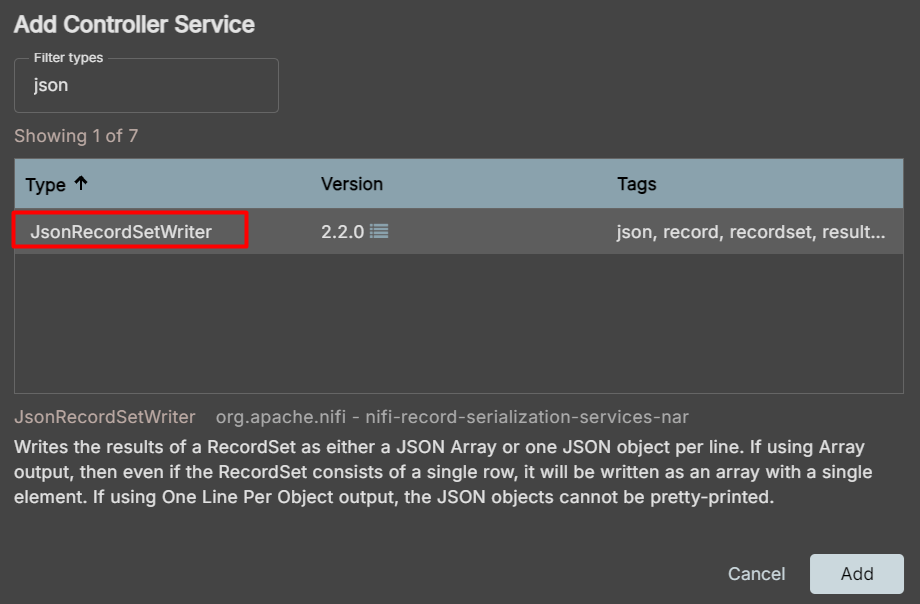 Add Controller Service
Filter types
json
Showing 1 of 7
Type Version Tags
JsonRecordSetWriter 2.2.0 json, record, recordset, result...
JsonRecordSetWriter org.apache.nifi - nifi-record-serialization-services-nar
Writes the results of a RecordSet as either a JSON Array or one JSON object per line. If using Array
output, then even if the RecordSet consists of a single row, it will be written as an array with a single
element. If using One Line Per Object output, the JSON objects cannot be pretty-printed.
Cancel Add